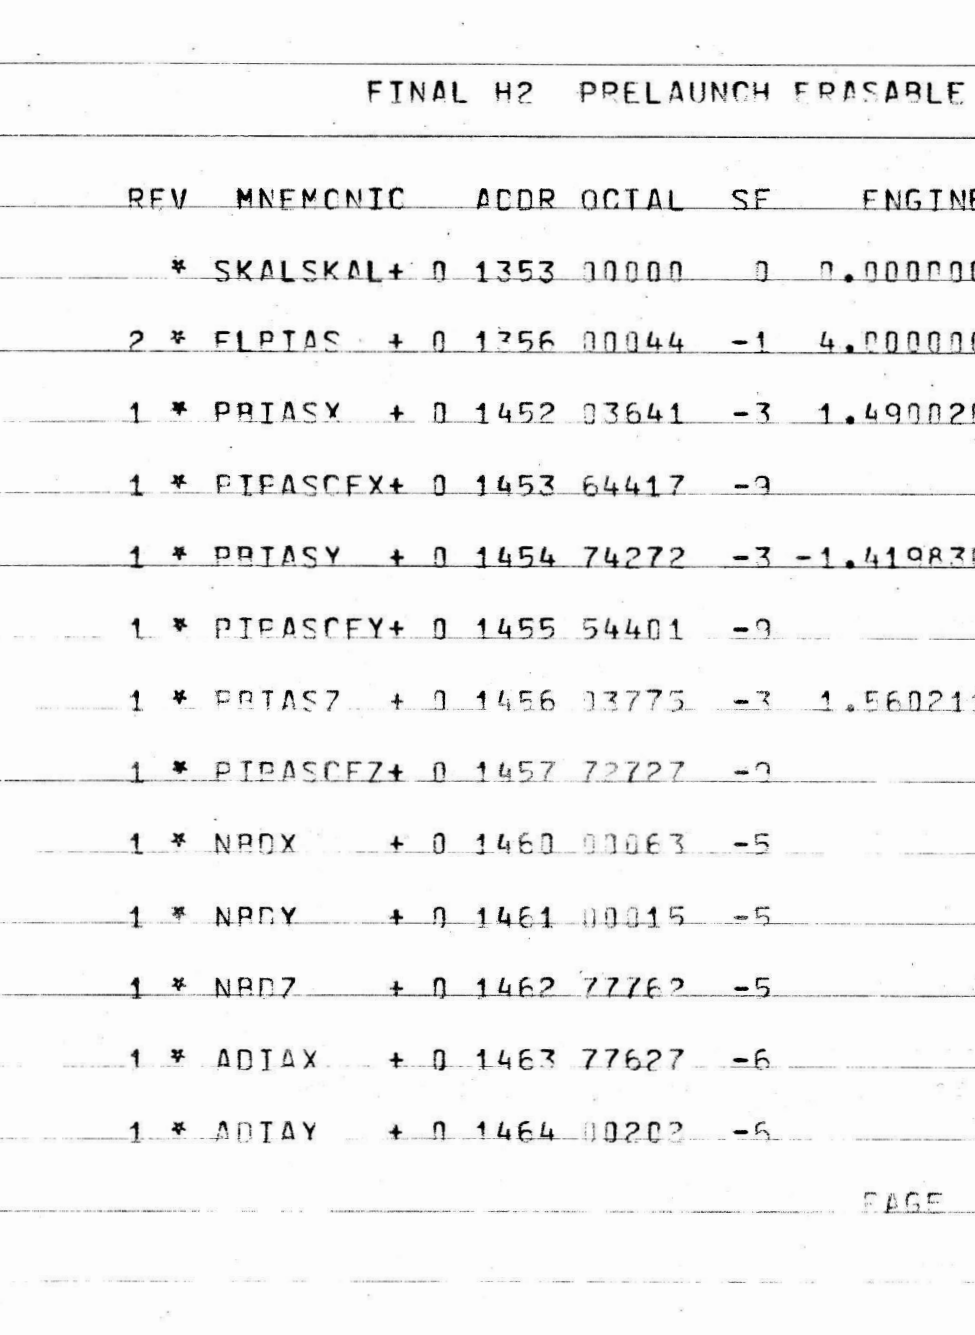 FINAL H2 PRELAUNCH ERASABLE
REV MNEMONIC ADDR OCTAL SF ENGINE
* SKALSKAL+ 0 1353 00000 0 0.000000
2 * ELBIAS + 0 1356 00044 -1 4.000000
1 * PBIASX + 0 1452 03641 -3 1.490020
1 * PIPASCFX+ 0 1453 64417 -9
1 * PBIASY + 0 1454 74272 -3 -1.419830
1 * PIPASCFY+ 0 1455 54401 -9
1 * PBIASZ + 0 1456 03775 -3 1.560211
1 * PIPASCFZ+ 0 1457 72727 -9
1 * NBDX + 0 1460 00063 -5
1 * NBDY + 0 1461 00015 -5
1 * NBDZ + 0 1462 77762 -5
1 * ADIAX + 0 1463 77627 -6
1 * ADIAY + 0 1464 00202 -6
PAGE